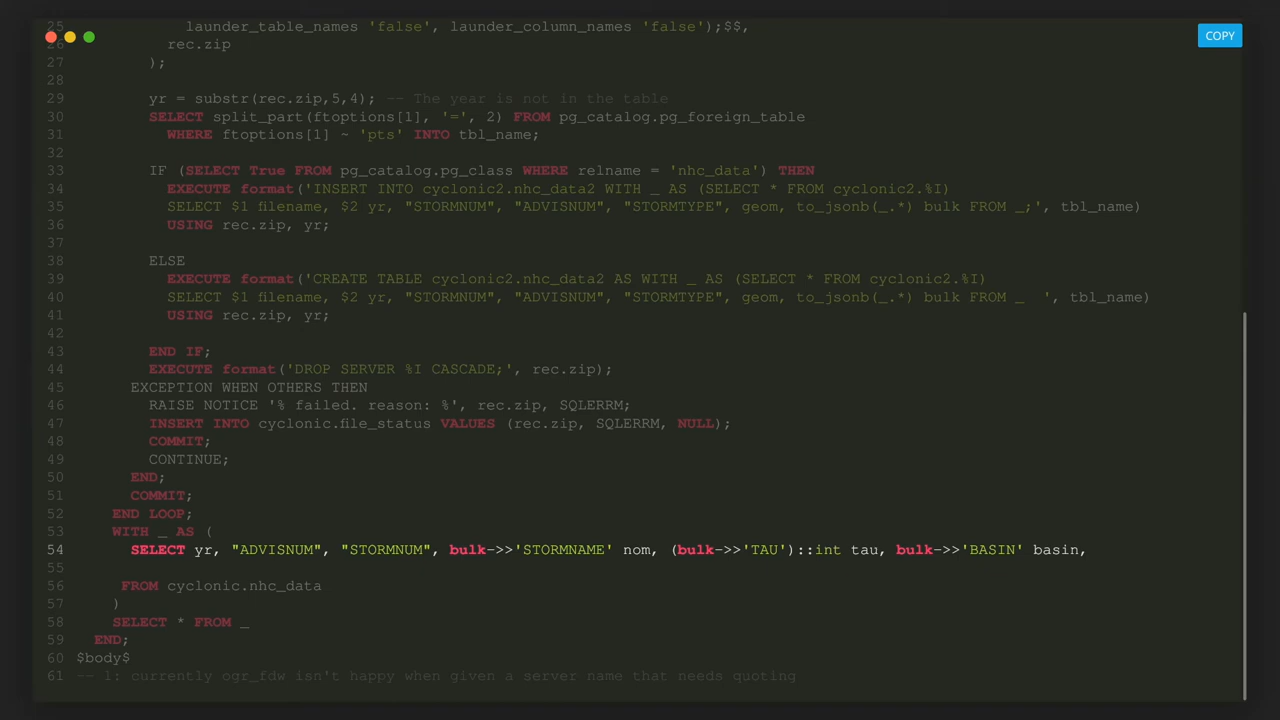 COPY
25 launder_table_names 'false', launder_column_names 'false');$$,
26 rec.zip
27 );
28
29 yr = substr(rec.zip,5,4); -- The year is not in the table
30 SELECT split_part(ftoptions[1], '=', 2) FROM pg_catalog.pg_foreign_table
31 WHERE ftoptions[1] ~ 'pts' INTO tbl_name;
32
33 IF (SELECT True FROM pg_catalog.pg_class WHERE relname = 'nhc_data') THEN
34 EXECUTE format('INSERT INTO cyclonic2.nhc_data2 WITH _ AS (SELECT * FROM cyclonic2.%I)
35 SELECT $1 filename, $2 yr, "STORMNUM", "ADVISNUM", "STORMTYPE", geom, to_jsonb(_.*) bulk FROM _;', tbl_name)
36 USING rec.zip, yr;
37
38 ELSE
39 EXECUTE format('CREATE TABLE cyclonic2.nhc_data2 AS WITH _ AS (SELECT * FROM cyclonic2.%I)
40 SELECT $1 filename, $2 yr, "STORMNUM", "ADVISNUM", "STORMTYPE", geom, to_jsonb(_.*) bulk FROM _ ', tbl_name)
41 USING rec.zip, yr;
42
43 END IF;
44 EXECUTE format('DROP SERVER %I CASCADE;', rec.zip);
45 EXCEPTION WHEN OTHERS THEN
46 RAISE NOTICE '% failed. reason: %', rec.zip, SQLERRM;
47 INSERT INTO cyclonic.file_status VALUES (rec.zip, SQLERRM, NULL);
48 COMMIT;
49 CONTINUE;
50 END;
51 COMMIT;
52 END LOOP;
53 WITH _ AS (
54 SELECT yr, "ADVISNUM", "STORMNUM", bulk->>'STORMNAME' nom, (bulk->>'TAU')::int tau, bulk->>'BASIN' basin,
55
56 FROM cyclonic.nhc_data
57 )
58 SELECT * FROM _
59 END;
60 $body$
61 -- 1: currently ogr_fdw isn't happy when given a server name that needs quoting